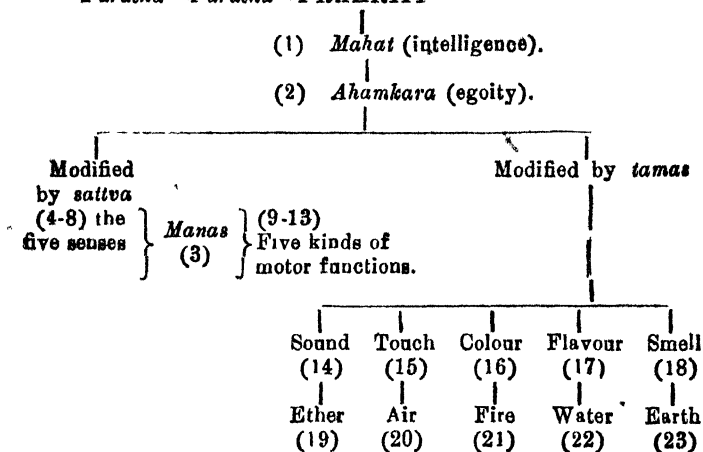 (1) Mahat (intelligence).
(2) Ahamkara (egoity).
Modified
by sattva
(4-8) the
five senses
Manas
(3)
(9-13)
Five kinds of
motor functions.
Modified by tamas
Sound Touch Colour Flavour Smell
(14) (15) (16) (17) (18)
Ether Air Fire Water Earth
(19) (20) (21) (22) (23)